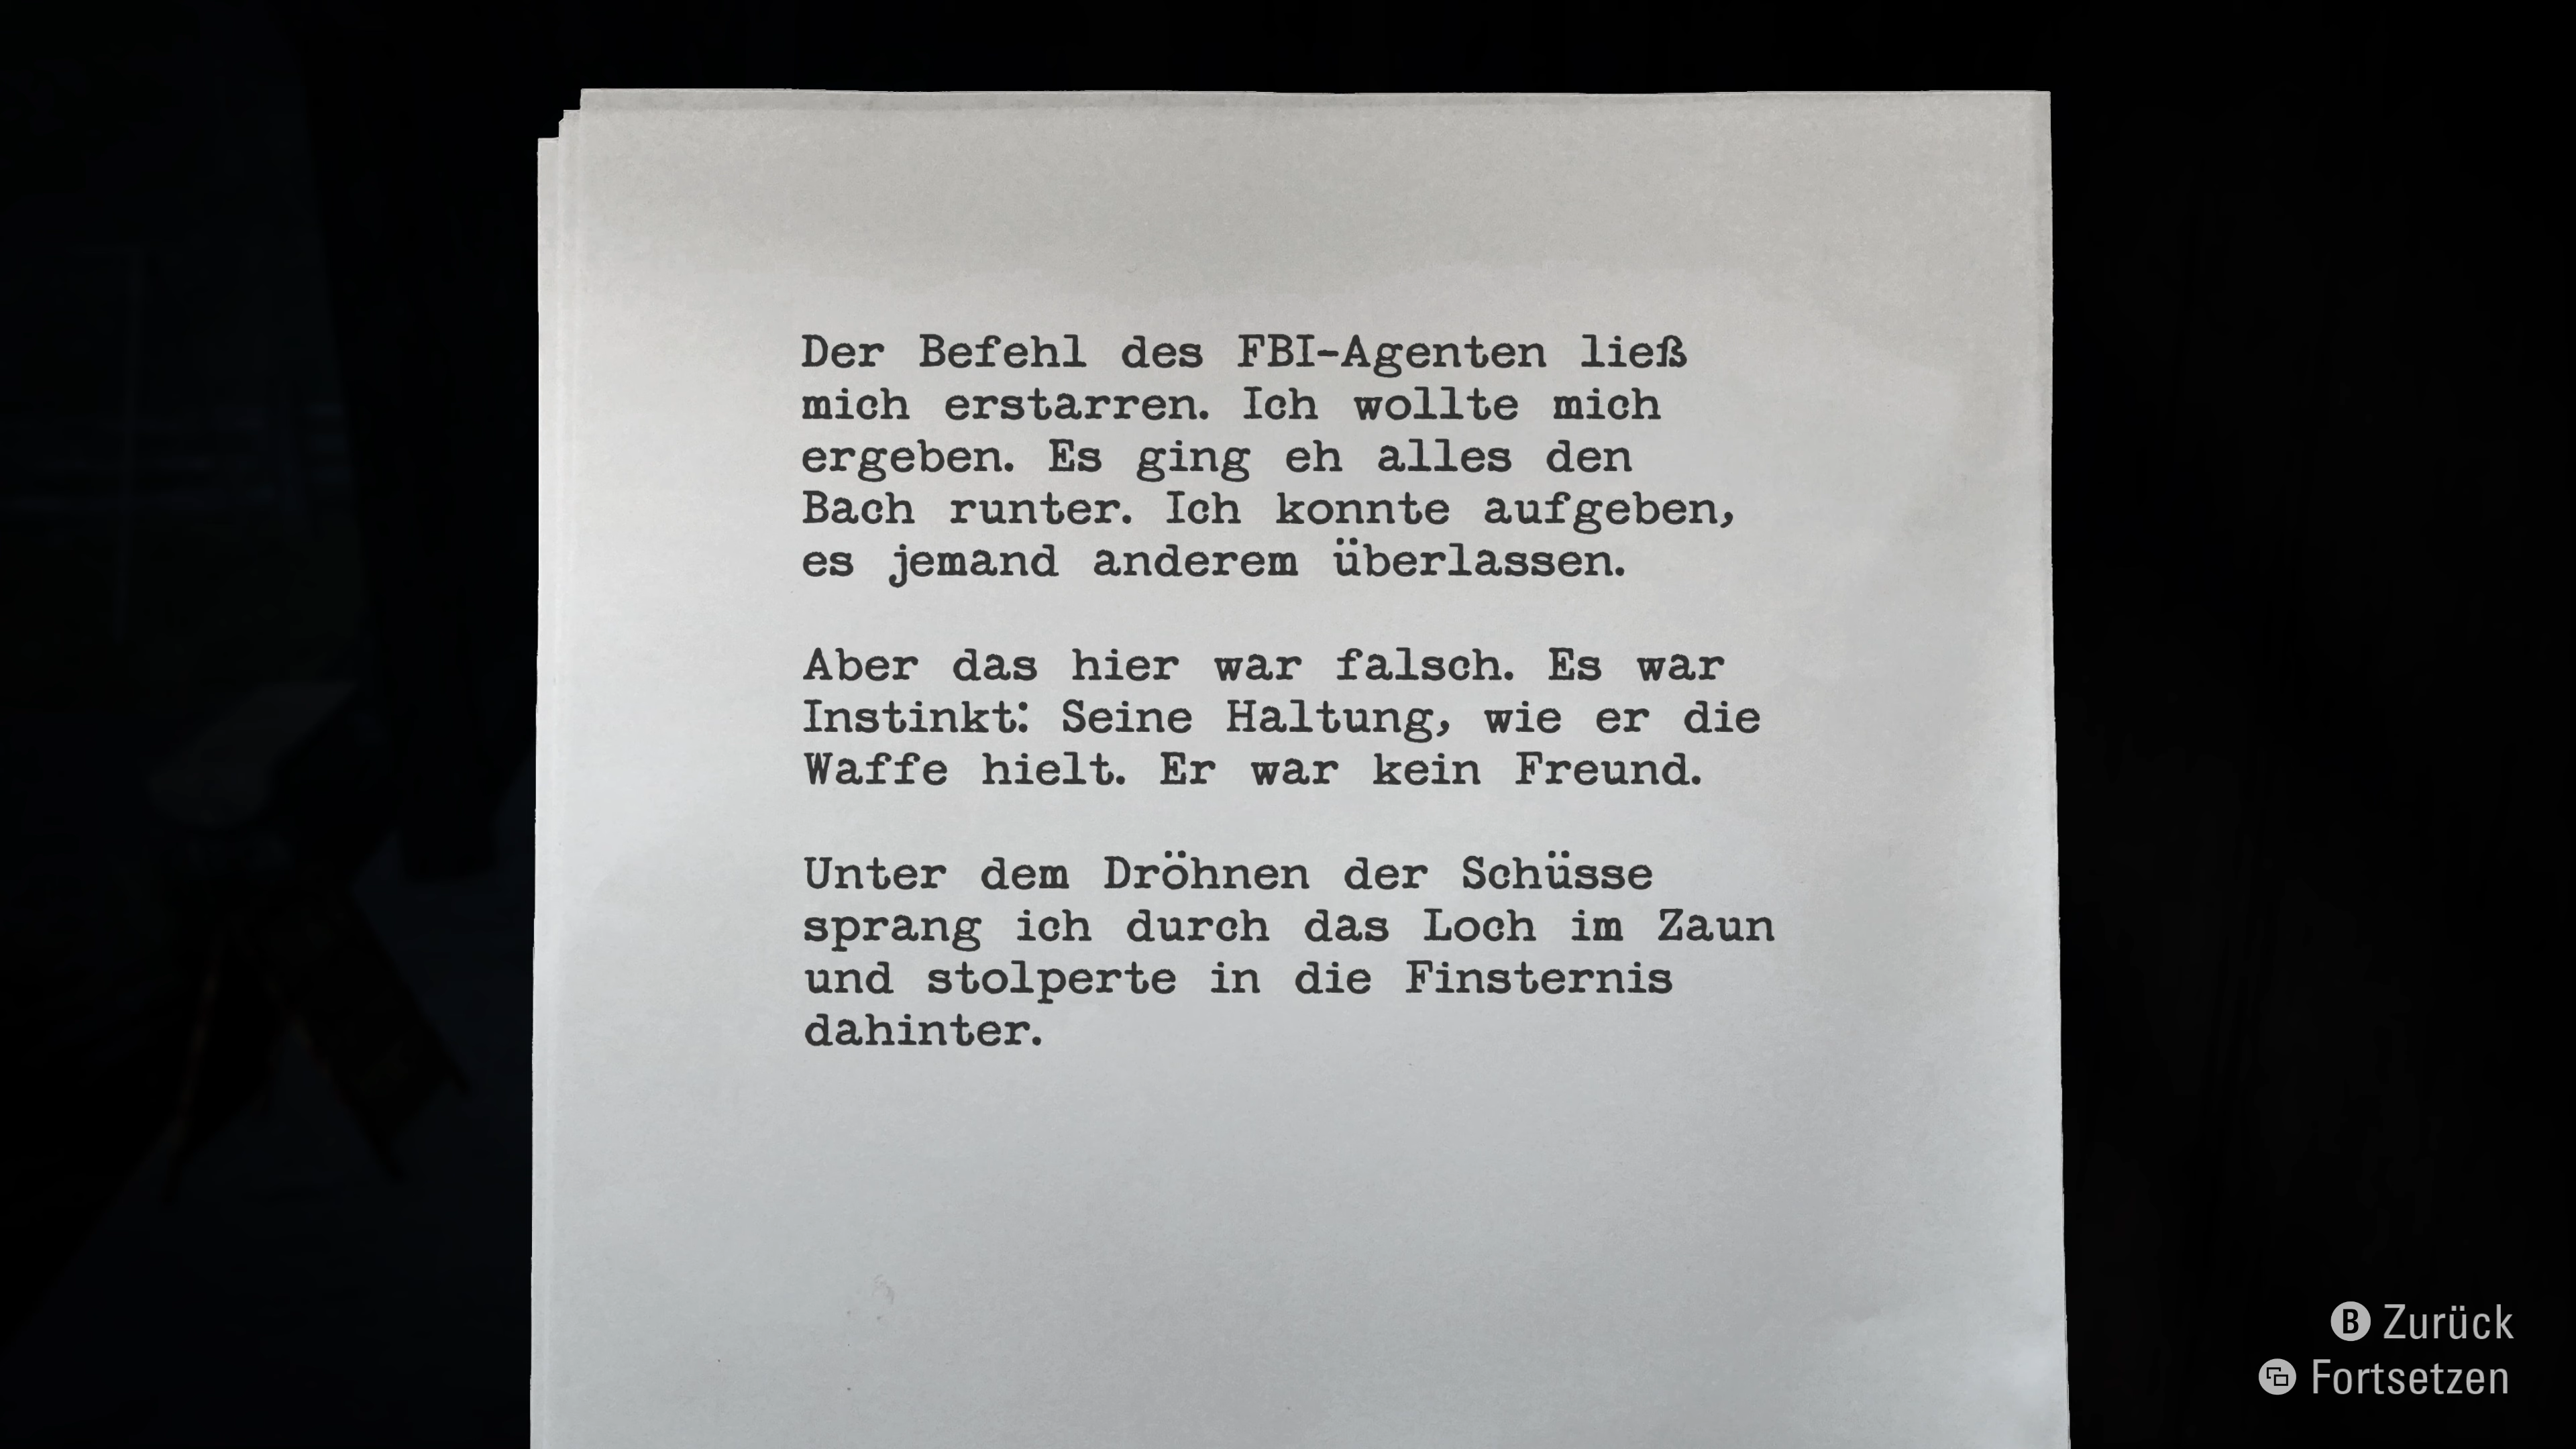 Der Befehl des FBI-Agenten ließ
mich erstarren. Ich wollte mich
ergeben. Es ging eh alles den
Bach runter. Ich konnte aufgeben,
es jemand anderem überlassen.
Aber das hier war falsch. Es war
Instinkt: Seine Haltung, wie er die
Waffe hielt. Er war kein Freund.
Unter dem Dröhnen der Schüsse
sprang ich durch das Loch im Zaun
und stolperte in die Finsternis
dahinter.
B Zurück
Fortsetzen